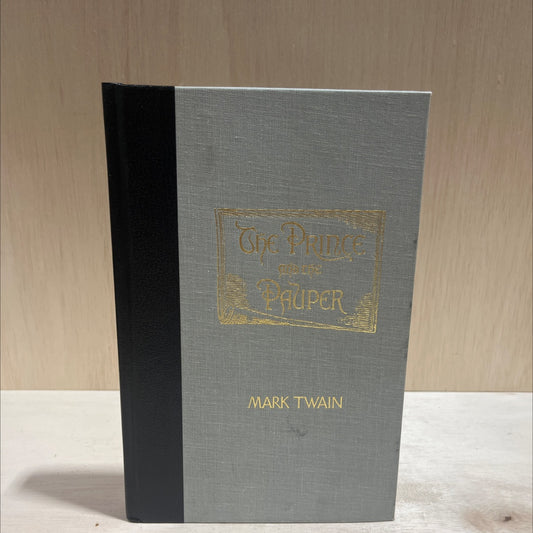 The Prince
and the
Pauper
MARK TWAIN